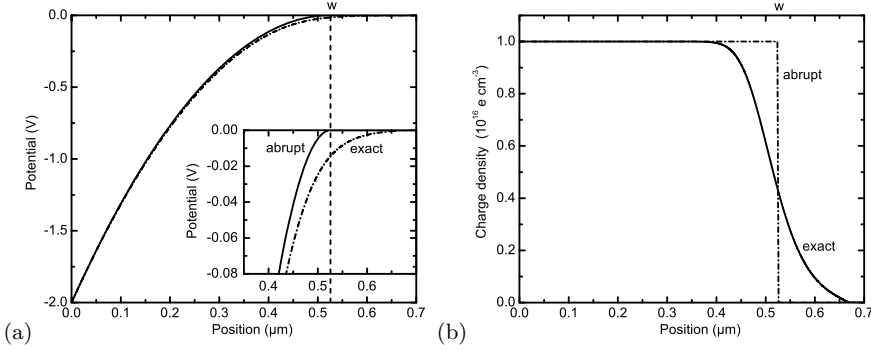 w
0.0
-0.5
-1.0
-1.5
-2.0
Potential (V)
0.0 0.1 0.2 0.3 0.4 0.5 0.6 0.7
Position (µm)
0.00
-0.02
-0.04
-0.06
-0.08
Potential (V)
0.4 0.5 0.6
abrupt
exact
(a)
w
1.0
0.8
0.6
0.4
0.2
0.0
Charge density (10¹⁶ e cm⁻³)
0.0 0.1 0.2 0.3 0.4 0.5 0.6 0.7
Position (µm)
abrupt
exact
(b)